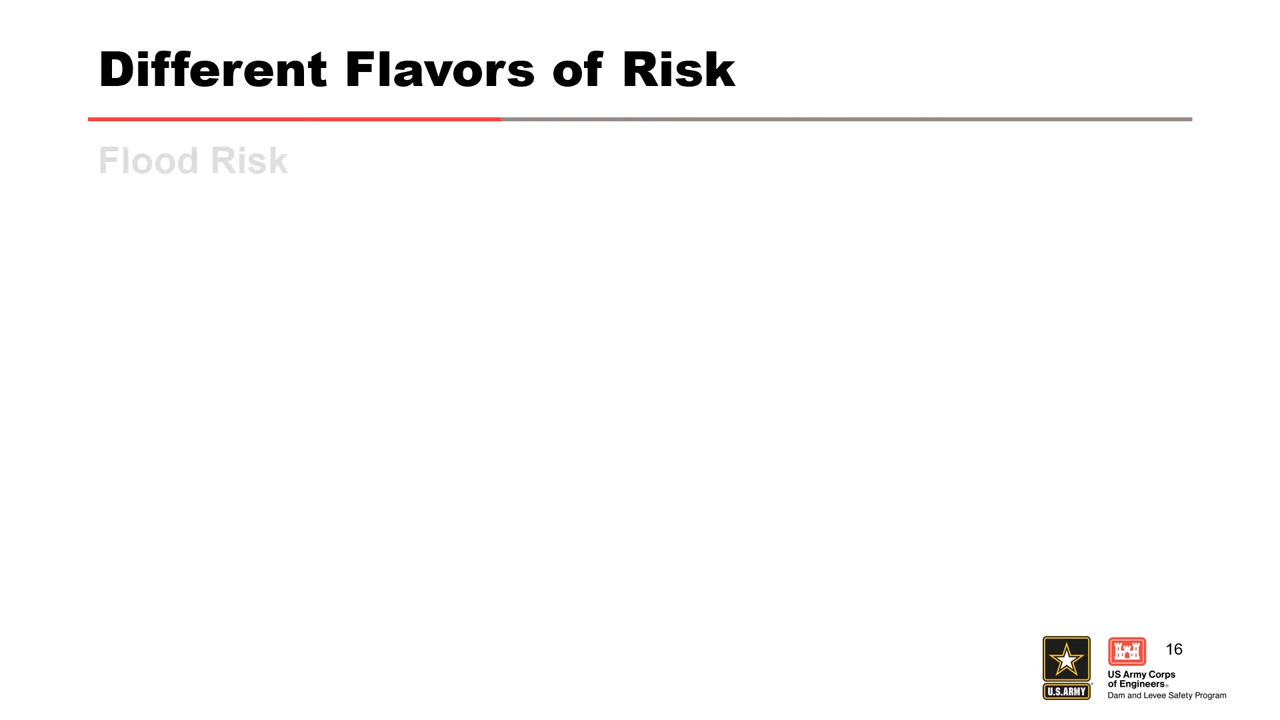 Different Flavors of Risk
Flood Risk
16
U.S.ARMY
US Army Corps
of Engineers®
Dam and Levee Safety Program